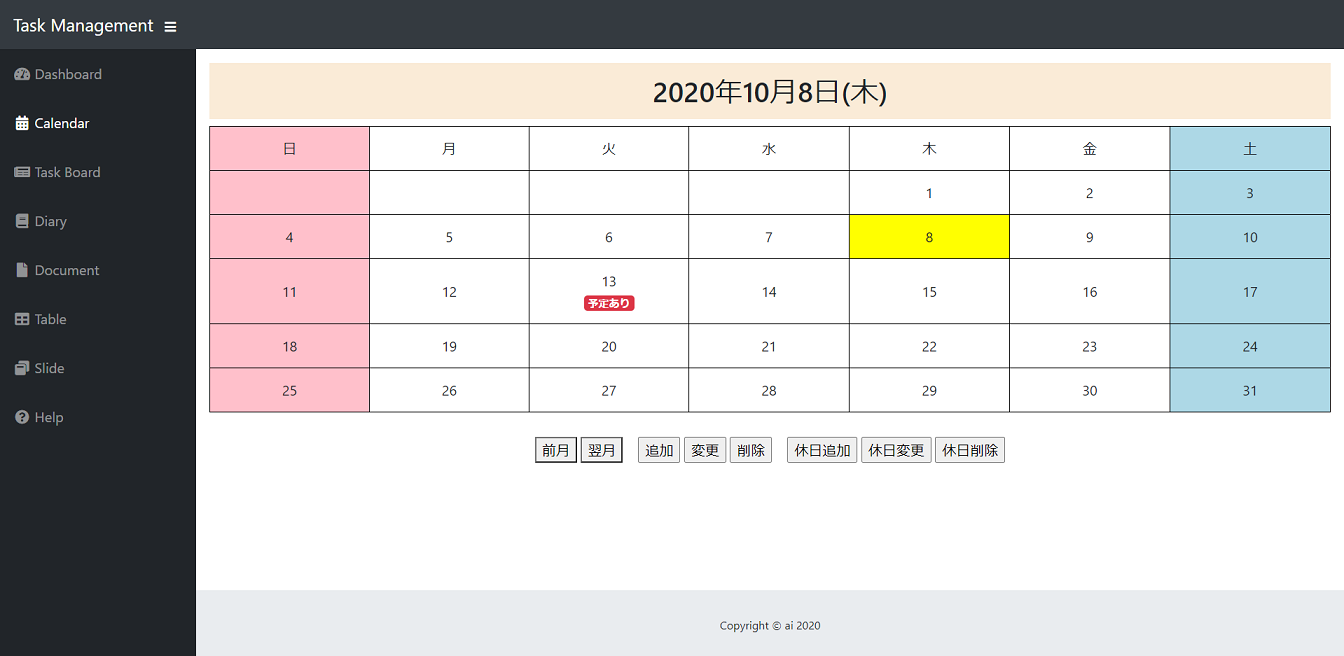 Task Management
Dashboard
Calendar
Task Board
Diary
Document
Table
Slide
Help
2020年10月8日(木)
日 月 火 水 木 金 土
1 2 3
4 5 6 7 8 9 10
11 12 13 14 15 16 17
予定あり
18 19 20 21 22 23 24
25 26 27 28 29 30 31
前月 翌月 追加 変更 削除 休日追加 休日変更 休日削除
Copyright © ai 2020